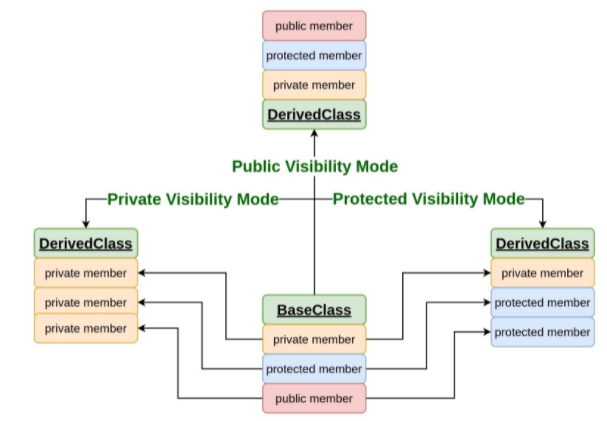 public member
protected member
private member
DerivedClass
Public Visibility Mode
Private Visibility Mode
Protected Visibility Mode
DerivedClass
private member
private member
private member
BaseClass
private member
protected member
public member
DerivedClass
private member
protected member
protected member